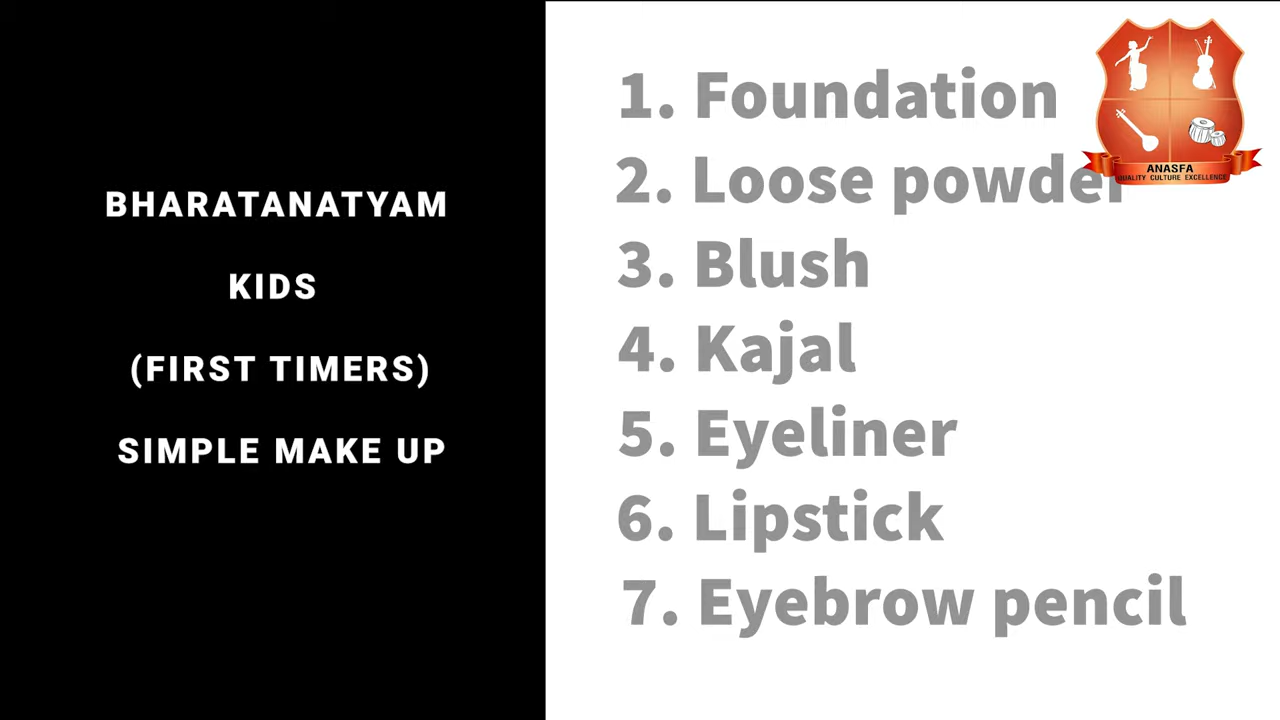 BHARATANATYAM
KIDS
(FIRST TIMERS)
SIMPLE MAKE UP
1. Foundation
2. Loose powder
3. Blush
4. Kajal
5. Eyeliner
6. Lipstick
7. Eyebrow pencil
ANASFA
QUALITY CULTURE EXCELLENCE